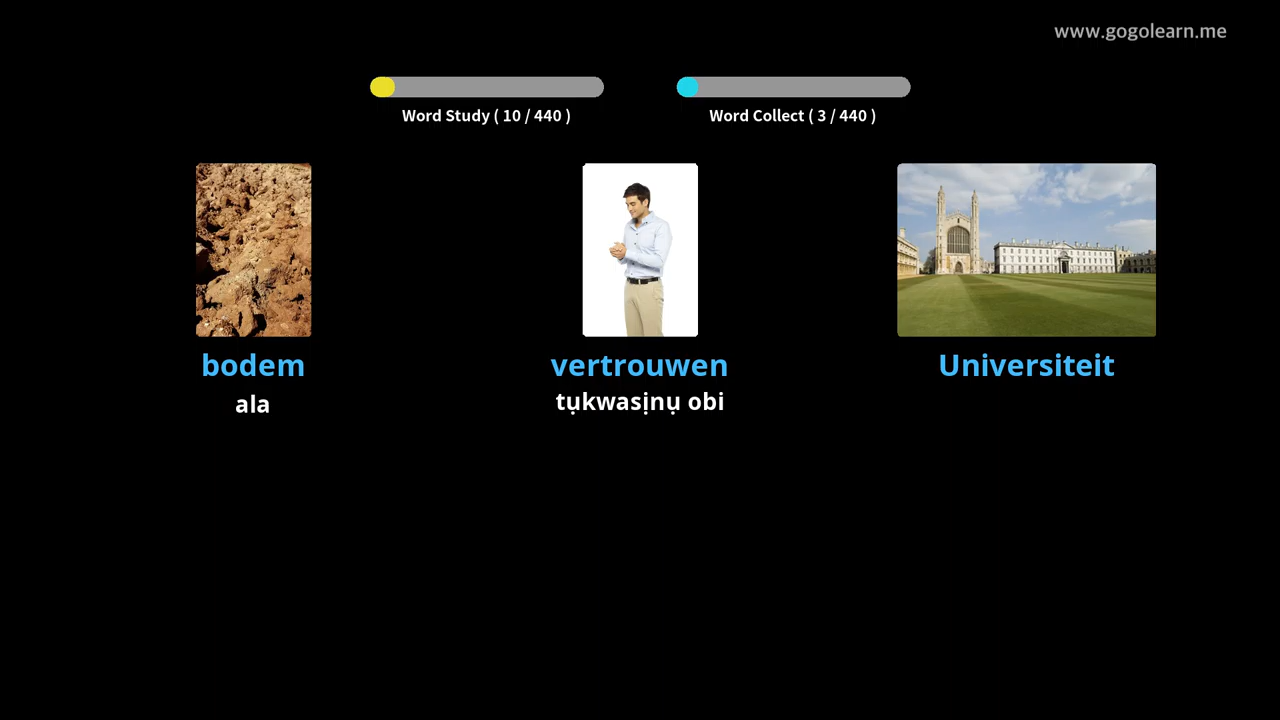 www.gogolearn.me
Word Study ( 10 / 440 )
Word Collect ( 3 / 440 )
bodem
ala
vertrouwen
tụkwasịnụ obi
Universiteit